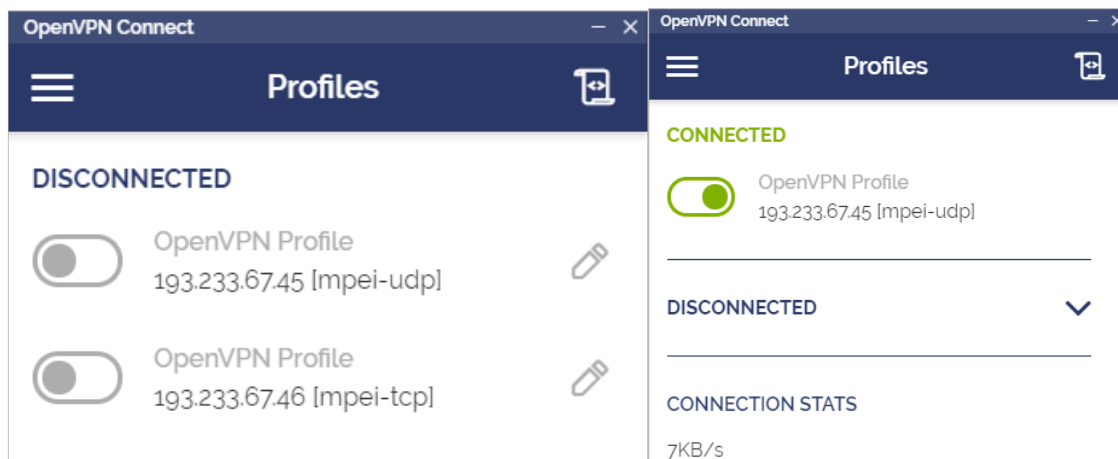 OpenVPN Connect
Profiles
DISCONNECTED
OpenVPN Profile
193.233.67.45 [mpei-udp]
OpenVPN Profile
193.233.67.46 [mpei-tcp]
OpenVPN Connect
Profiles
CONNECTED
OpenVPN Profile
193.233.67.45 [mpei-udp]
DISCONNECTED
CONNECTION STATS
7KB/s